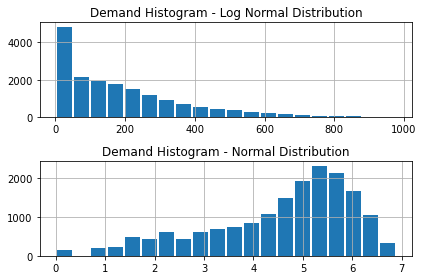 Demand Histogram - Log Normal Distribution
4000
2000
0
0 200 400 600 800 1000
Demand Histogram - Normal Distribution
2000
1000
0
0 1 2 3 4 5 6 7